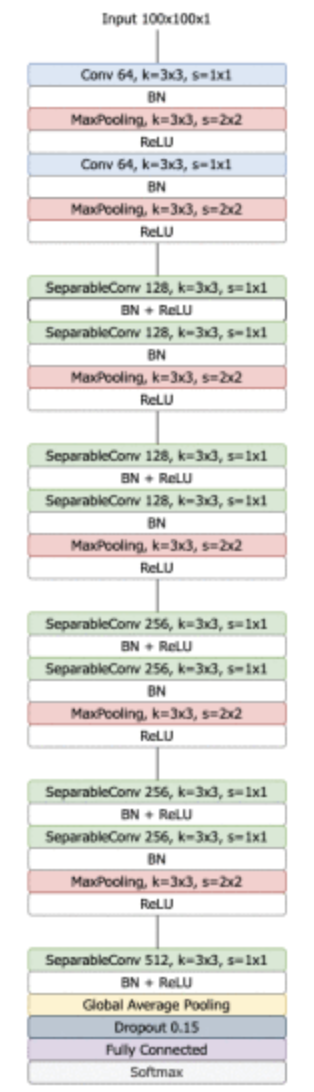 Input 100x100x1
Conv 64, k=3x3, s=1x1
BN
MaxPooling, k=3x3, s=2x2
ReLU
Conv 64, k=3x3, s=1x1
BN
MaxPooling, k=3x3, s=2x2
ReLU
SeparableConv 128, k=3x3, s=1x1
BN + ReLU
SeparableConv 128, k=3x3, s=1x1
BN
MaxPooling, k=3x3, s=2x2
ReLU
SeparableConv 128, k=3x3, s=1x1
BN + ReLU
SeparableConv 128, k=3x3, s=1x1
BN
MaxPooling, k=3x3, s=2x2
ReLU
SeparableConv 256, k=3x3, s=1x1
BN + ReLU
SeparableConv 256, k=3x3, s=1x1
BN
MaxPooling, k=3x3, s=2x2
ReLU
SeparableConv 256, k=3x3, s=1x1
BN + ReLU
SeparableConv 256, k=3x3, s=1x1
BN
MaxPooling, k=3x3, s=2x2
ReLU
SeparableConv 512, k=3x3, s=1x1
BN + ReLU
Global Average Pooling
Dropout 0.15
Fully Connected
Softmax